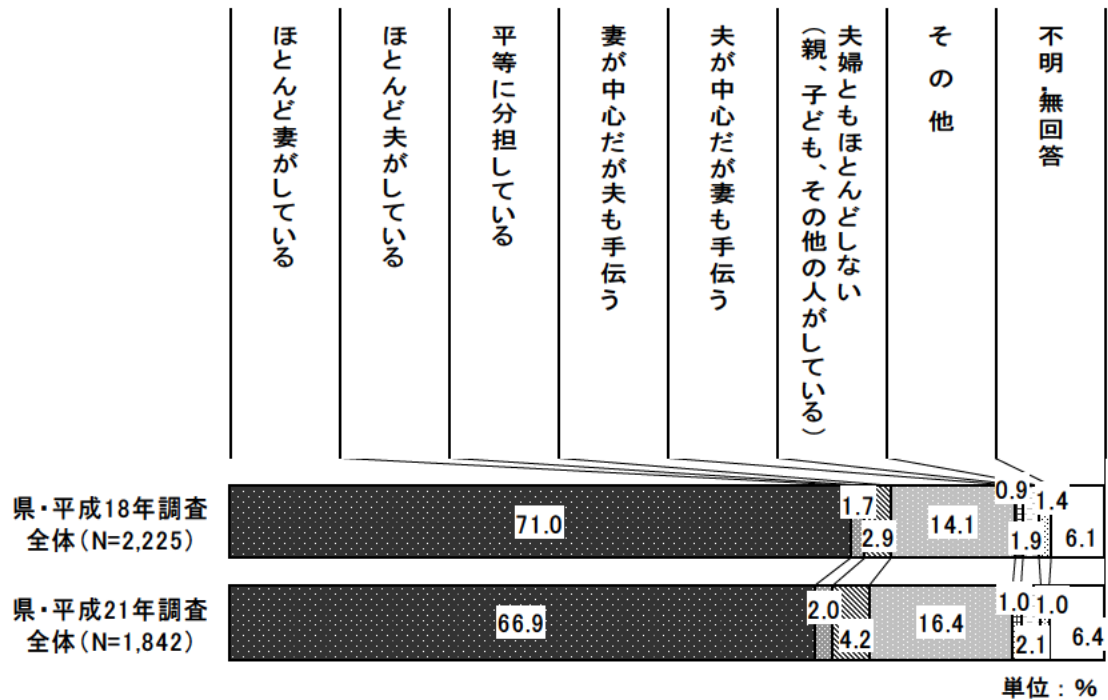 ほとんど妻がしている
ほとんど夫がしている
平等に分担している
妻が中心だが夫も手伝う
夫が中心だが妻も手伝う
夫婦ともほとんどしない
(親、子ども、その他の人がしている)
その他
不明・無回答
県・平成18年調査
全体(N=2,225)
71.0
1.7
2.9
14.1
0.9
1.9
1.4
6.1
県・平成21年調査
全体(N=1,842)
66.9
2.0
4.2
16.4
1.0
2.1
1.0
6.4
単位:%